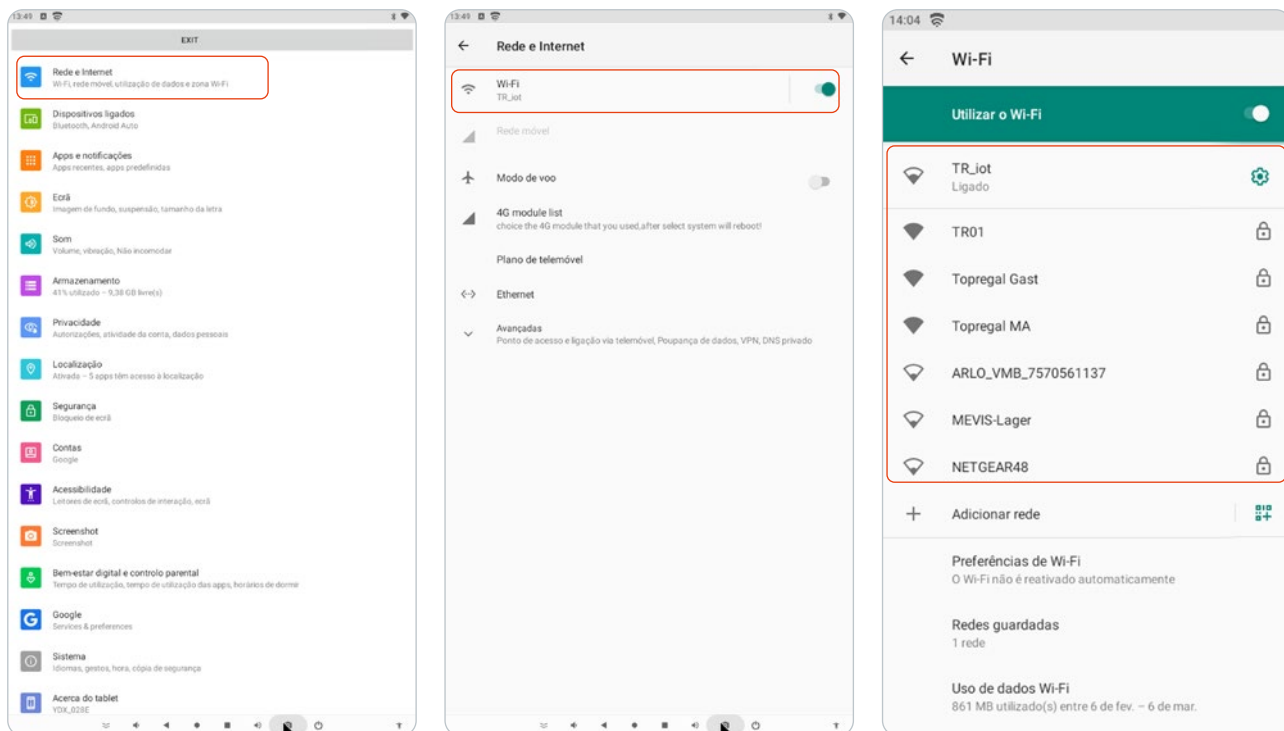 13:49
EXIT
Rede e Internet
Wi-Fi, rede móvel, utilização de dados e zona Wi-Fi
Dispositivos ligados
Bluetooth, Android Auto
Apps e notificações
Apps recentes, apps predefinidas
Ecrã
Imagem de fundo, suspensão, tamanho da letra
Som
Volume, vibração, Não incomodar
Armazenamento
41% utilizado – 9,38 GB livre(s)
Privacidade
Autorizações, atividade da conta, dados pessoais
Localização
Ativada – 5 apps têm acesso à localização
Segurança
Bloqueio de ecrã
Contas
Google
Acessibilidade
Leitores de ecrã, controlos de interação, ecrã
Screenshot
Screenshot
Bem-estar digital e controlo parental
Tempo de utilização, tempo de utilização das apps, horários de dormir
Google
Services & preferences
Sistema
Idiomas, gestos, hora, cópia de segurança
Acerca do tablet
YDX_028E
13:49
Rede e Internet
Wi-Fi
TR_iot
Rede móvel
Modo de voo
4G module list
choice the 4G module that you used,after select system will reboot!
Plano de telemóvel
Ethernet
Avançadas
Ponto de acesso e ligação via telemóvel, Poupança de dados, VPN, DNS privado
14:04
Wi-Fi
Utilizar o Wi-Fi
TR_iot
Ligado
TR01
Topregal Gast
Topregal MA
ARLO_VMB_7570561137
MEVIS-Lager
NETGEAR48
Adicionar rede
Preferências de Wi-Fi
O Wi-Fi não é reativado automaticamente
Redes guardadas
1 rede
Uso de dados Wi-Fi
861 MB utilizado(s) entre 6 de fev. – 6 de mar.